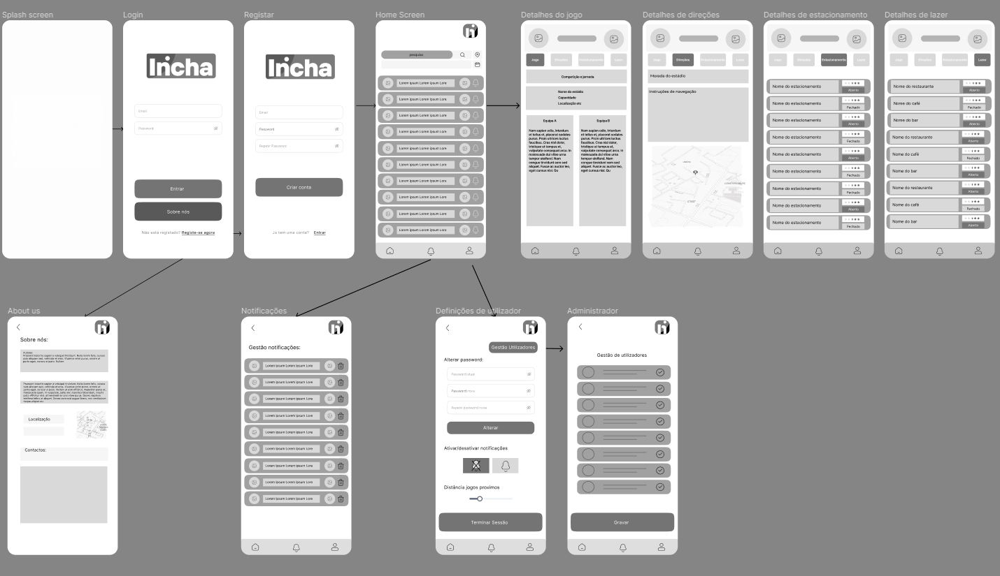 Splash screen
Login
Registar
Home Screen
Detalhes do jogo
Detalhes de direções
Detalhes de estacionamento
Detalhes de lazer
Incha
Email
Password
Entrar
Sobre nós
Não está registado? Registe-se agora
Incha
Email
Password
Repetir Password
Criar conta
Já tem uma conta? Entrar
pesquisa
Lorem ipsum Lorem ipsum Lore
Lorem ipsum Lorem ipsum Lore
Lorem ipsum Lorem ipsum Lore
Lorem ipsum Lorem ipsum Lore
Lorem ipsum Lorem ipsum Lore
Lorem ipsum Lorem ipsum Lore
Lorem ipsum Lorem ipsum Lore
Lorem ipsum Lorem ipsum Lore
Lorem ipsum Lorem ipsum Lore
Lorem ipsum Lorem ipsum Lore
Jogo Direções Estacionamento Lazer
Competição e jornada
Nome do estádio
Capacidade
Localização etc
Equipa A
Nam sapien odio, interdum
et tellus et, placerat sodales
purus. Proin ultrices luctus
faucibus. Cras nisl dolor,
tristique ut tempus et,
vulputate consequat arcu. In
malesuada dui vitae urna
tempor eleifend. Nam
congue tincidunt sem sed
aliquet. Fusce ac auctor leo,
eget cursus nisi. Qu
Equipa B
Nam sapien odio, interdum
et tellus et, placerat sodales
purus. Proin ultrices luctus
faucibus. Cras nisl dolor,
tristique ut tempus et,
vulputate consequat arcu. In
malesuada dui vitae urna
tempor eleifend. Nam
congue tincidunt sem sed
aliquet. Fusce ac auctor leo,
eget cursus nisi. Qu
Jogo Direções Estacionamento Lazer
Morada do estádio
Instruções de navegação
STREET
Jogo Direções Estacionamento Lazer
Nome do estacionamento
Aberto
Nome do estacionamento
Fechado
Nome do estacionamento
Aberto
Nome do estacionamento
Fechado
Nome do estacionamento
Aberto
Nome do estacionamento
Fechado
Nome do estacionamento
Fechado
Nome do estacionamento
Aberto
Nome do estacionamento
Fechado
Jogo Direções Estacionamento Lazer
Nome do restaurante
Aberto
Nome do café
Fechado
Nome do bar
Aberto
Nome do restaurante
Aberto
Nome do café
Fechado
Nome do bar
Aberto
Nome do restaurante
Aberto
Nome do café
Fechado
Nome do bar
Aberto
About us
Notificações
Definições de utilizador
Administrador
Sobre nós:
Localização
Contactos:
Gestão notificações:
Lorem ipsum Lorem ipsum Lore
Lorem ipsum Lorem ipsum Lore
Lorem ipsum Lorem ipsum Lore
Lorem ipsum Lorem ipsum Lore
Lorem ipsum Lorem ipsum Lore
Lorem ipsum Lorem ipsum Lore
Lorem ipsum Lorem ipsum Lore
Lorem ipsum Lorem ipsum Lore
Lorem ipsum Lorem ipsum Lore
Gestão Utilizadores
Alterar password:
Password atual
Password nova
Repetir password nova
Alterar
Ativar/desativar notificações
Distância jogos proximos
Terminar Sessão
Gestão de utilizadores
Gravar